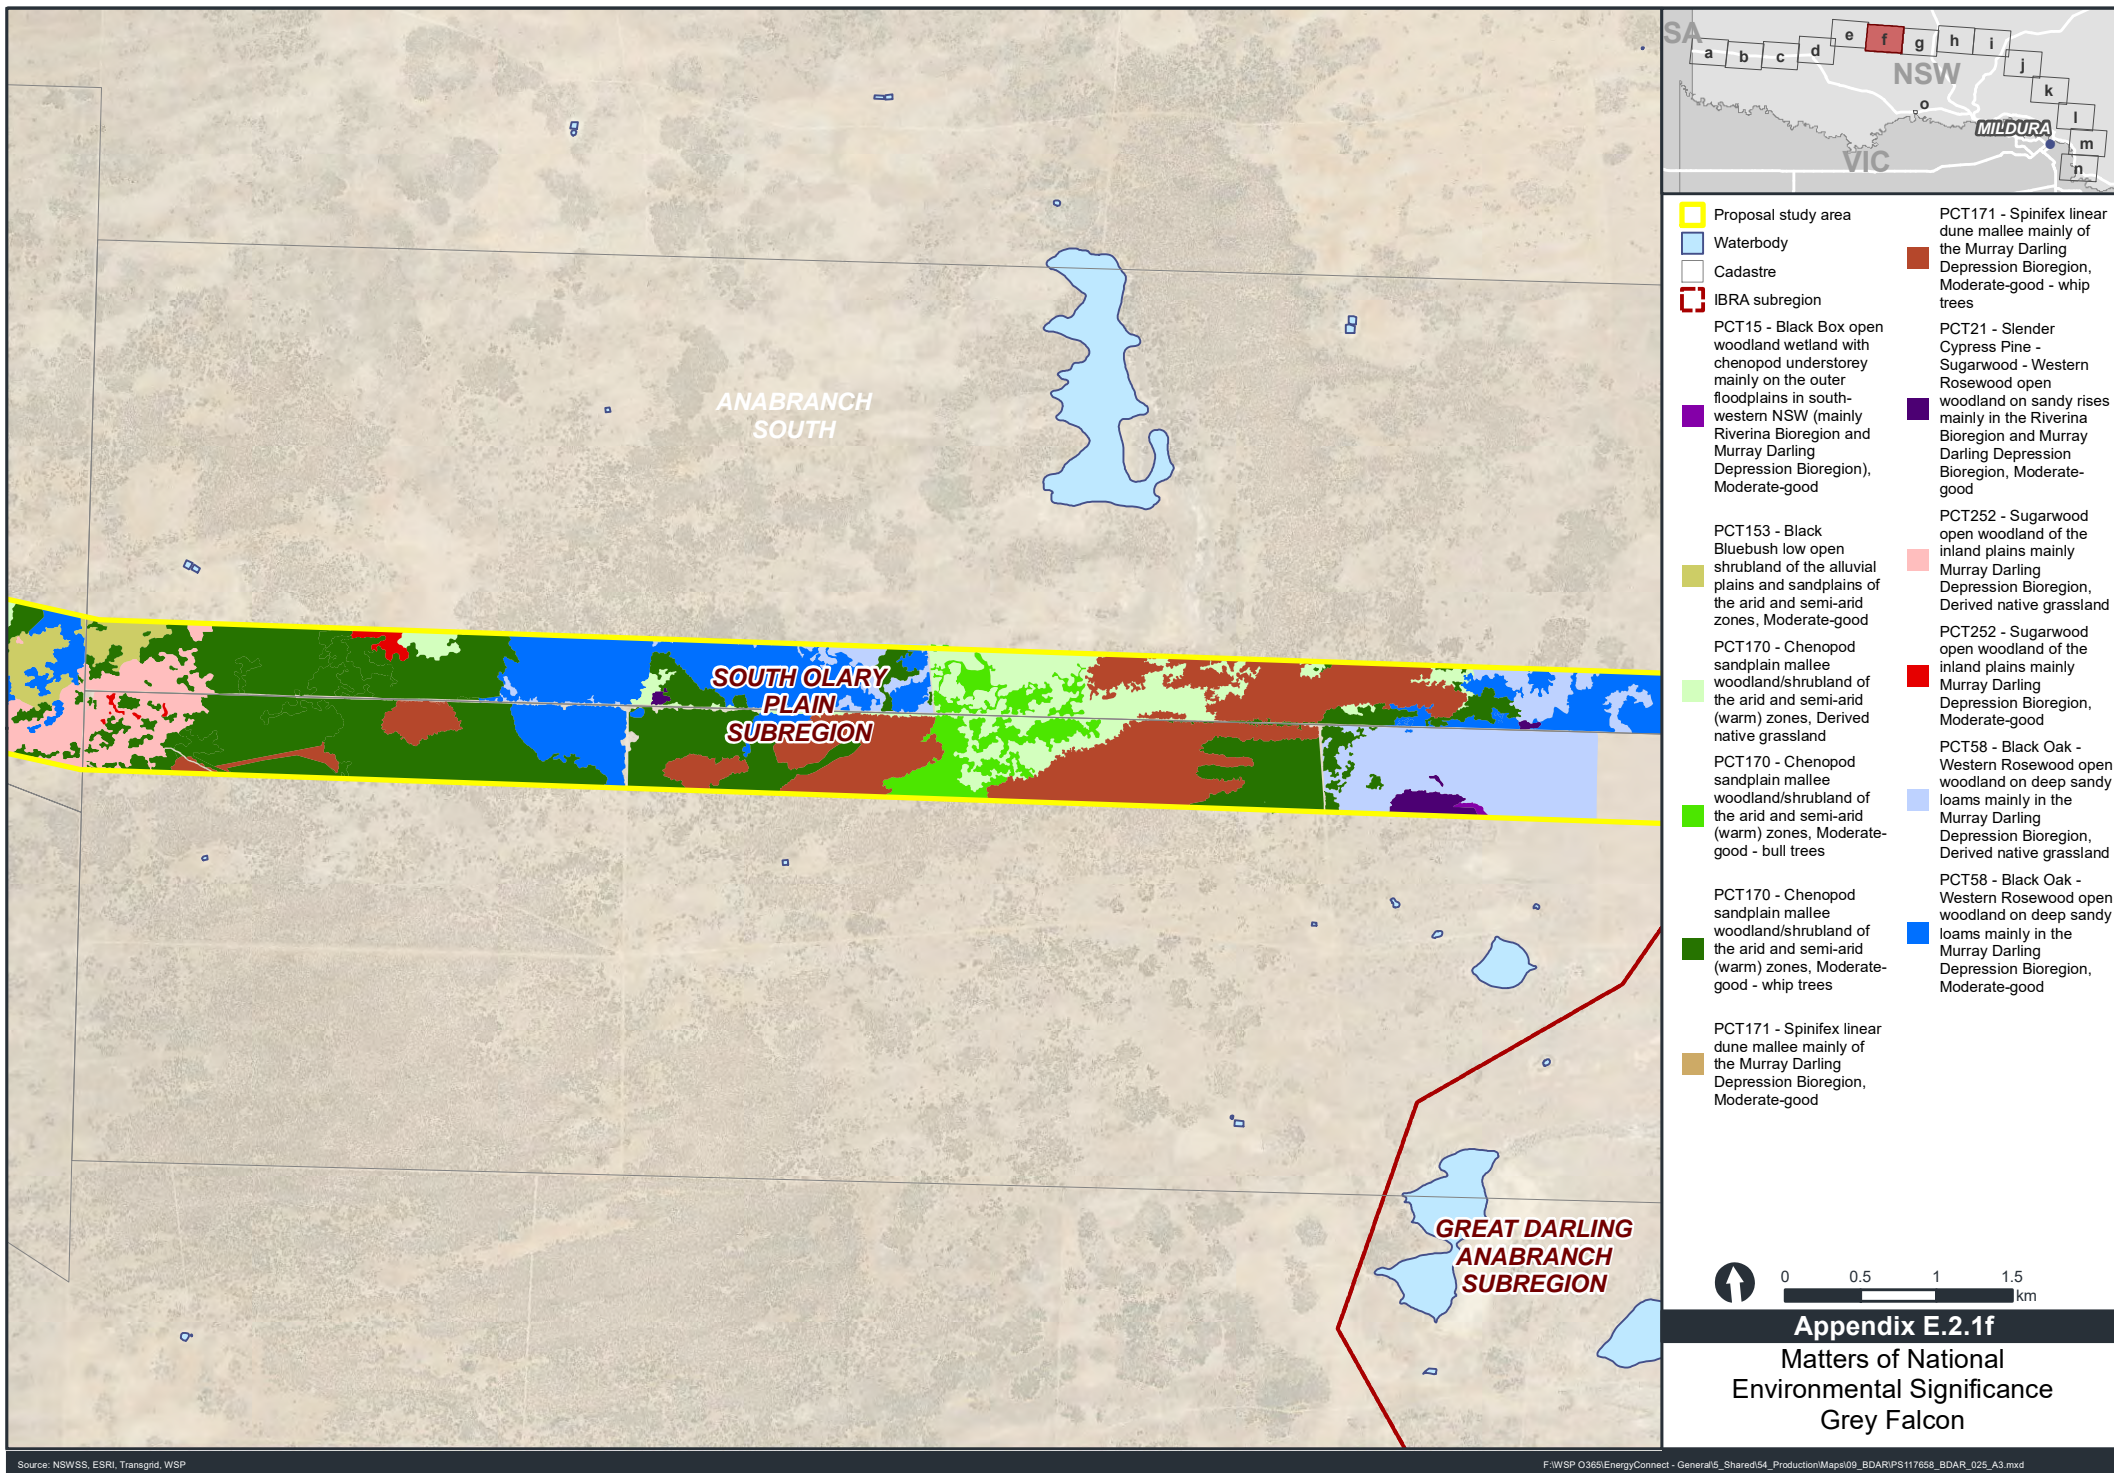 SA
a
b
c
d
e
f
g
h
i
j
k
l
m
n
o
NSW
MILDURA
VIC
ANABRANCH
SOUTH
SOUTH OLARY
PLAIN
SUBREGION
GREAT DARLING
ANABRANCH
SUBREGION
Proposal study area
Waterbody
Cadastre
IBRA subregion
PCT15 - Black Box open
woodland wetland with
chenopod understorey
mainly on the outer
floodplains in south-
western NSW (mainly
Riverina Bioregion and
Murray Darling
Depression Bioregion),
Moderate-good
PCT153 - Black
Bluebush low open
shrubland of the alluvial
plains and sandplains of
the arid and semi-arid
zones, Moderate-good
PCT170 - Chenopod
sandplain mallee
woodland/shrubland of
the arid and semi-arid
(warm) zones, Derived
native grassland
PCT170 - Chenopod
sandplain mallee
woodland/shrubland of
the arid and semi-arid
(warm) zones, Moderate-
good - bull trees
PCT170 - Chenopod
sandplain mallee
woodland/shrubland of
the arid and semi-arid
(warm) zones, Moderate-
good - whip trees
PCT171 - Spinifex linear
dune mallee mainly of
the Murray Darling
Depression Bioregion,
Moderate-good
PCT171 - Spinifex linear
dune mallee mainly of
the Murray Darling
Depression Bioregion,
Moderate-good - whip
trees
PCT21 - Slender
Cypress Pine -
Sugarwood - Western
Rosewood open
woodland on sandy rises
mainly in the Riverina
Bioregion and Murray
Darling Depression
Bioregion, Moderate-
good
PCT252 - Sugarwood
open woodland of the
inland plains mainly
Murray Darling
Depression Bioregion,
Derived native grassland
PCT252 - Sugarwood
open woodland of the
inland plains mainly
Murray Darling
Depression Bioregion,
Moderate-good
PCT58 - Black Oak -
Western Rosewood open
woodland on deep sandy
loams mainly in the
Murray Darling
Depression Bioregion,
Derived native grassland
PCT58 - Black Oak -
Western Rosewood open
woodland on deep sandy
loams mainly in the
Murray Darling
Depression Bioregion,
Moderate-good
0 0.5 1 1.5
km
Appendix E.2.1f
Matters of National
Environmental Significance
Grey Falcon
Source: NSWSS, ESRI, Transgrid, WSP
F:\WSP O365\EnergyConnect - General\5_Shared\54_Production\Maps\09_BDAR\PS117658_BDAR_025_A3.mxd